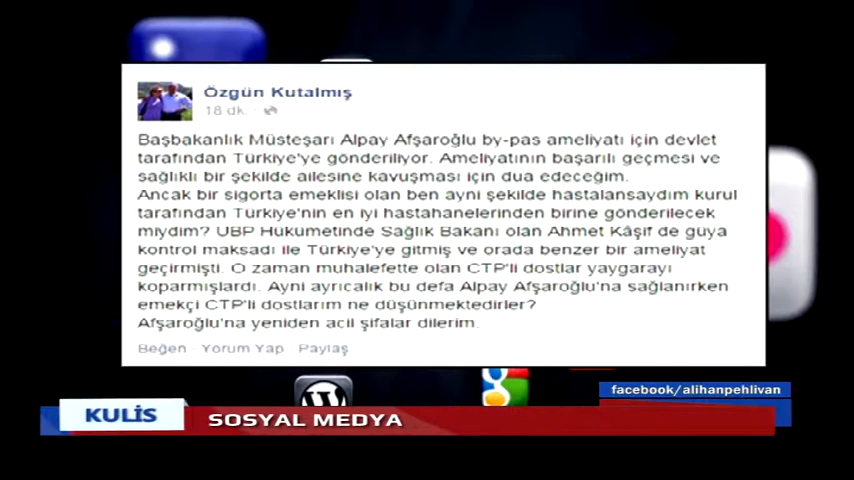 Özgün Kutalmış
18 dk.
Başbakanlık Müsteşarı Alpay Afşaroğlu by-pas ameliyatı için devlet
tarafından Türkiye'ye gönderiliyor. Ameliyatının başarılı geçmesi ve
sağlıklı bir şekilde ailesine kavuşması için dua edeceğim.
Ancak bir sigorta emeklisi olan ben ayni şekilde hastalansaydım kurul
tarafından Türkiye'nin en iyi hastahanelerinden birine gönderilecek
miydim? UBP Hükümetinde Sağlık Bakanı olan Ahmet Kâşif de güya
kontrol maksadı ile Türkiye'ye gitmiş ve orada benzer bir ameliyat
geçirmişti. O zaman muhalefette olan CTP'li dostlar yaygarayı
koparmışlardı. Ayni ayrıcalık bu defa Alpay Afşaroğlu'na sağlanırken
emekçi CTP'li dostlarım ne düşünmektedirler?
Afşaroğlu'na yeniden acil şifalar dilerim.
Beğen Yorum Yap Paylaş
facebook/alihanpehlivan
KULİS SOSYAL MEDYA